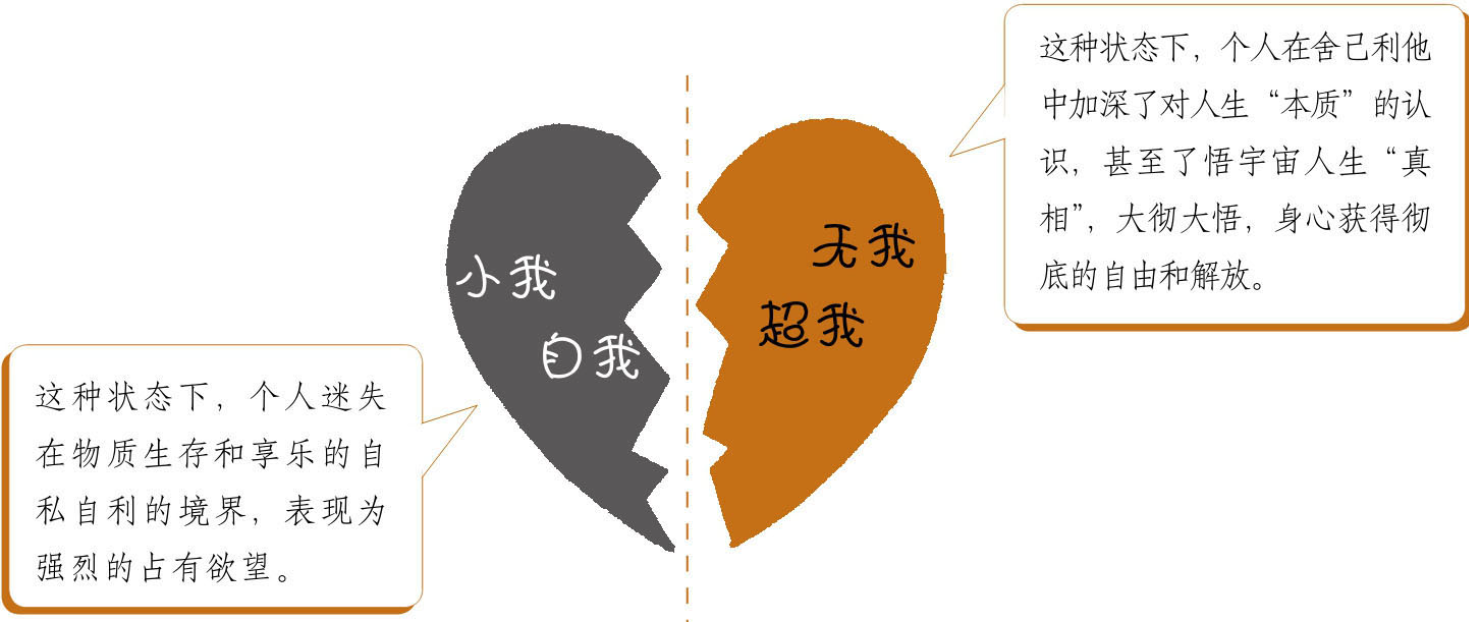 这种状态下，个人在舍己利他
中加深了对人生“本质”的认
识，甚至了悟宇宙人生“真
相”，大彻大悟，身心获得彻
底的自由和解放。
无我
超我
小我
自我
这种状态下，个人迷失
在物质生存和享乐的自
私自利的境界，表现为
强烈的占有欲望。